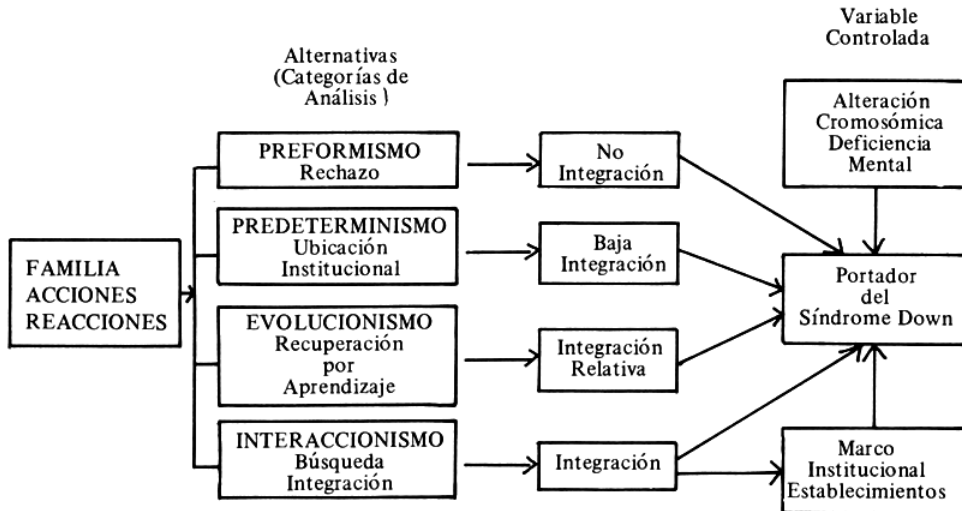 Alternativas
(Categorías de
Análisis )
Variable
Controlada
FAMILIA
ACCIONES
REACCIONES
PREFORMISMO
Rechazo
PREDETERMINISMO
Ubicación
Institucional
EVOLUCIONISMO
Recuperación
por
Aprendizaje
INTERACCIONISMO
Búsqueda
Integración
No
Integración
Baja
Integración
Integración
Relativa
Integración
Alteración
Cromosómica
Deficiencia
Mental
Portador
del
Síndrome Down
Marco
Institucional
Establecimientos